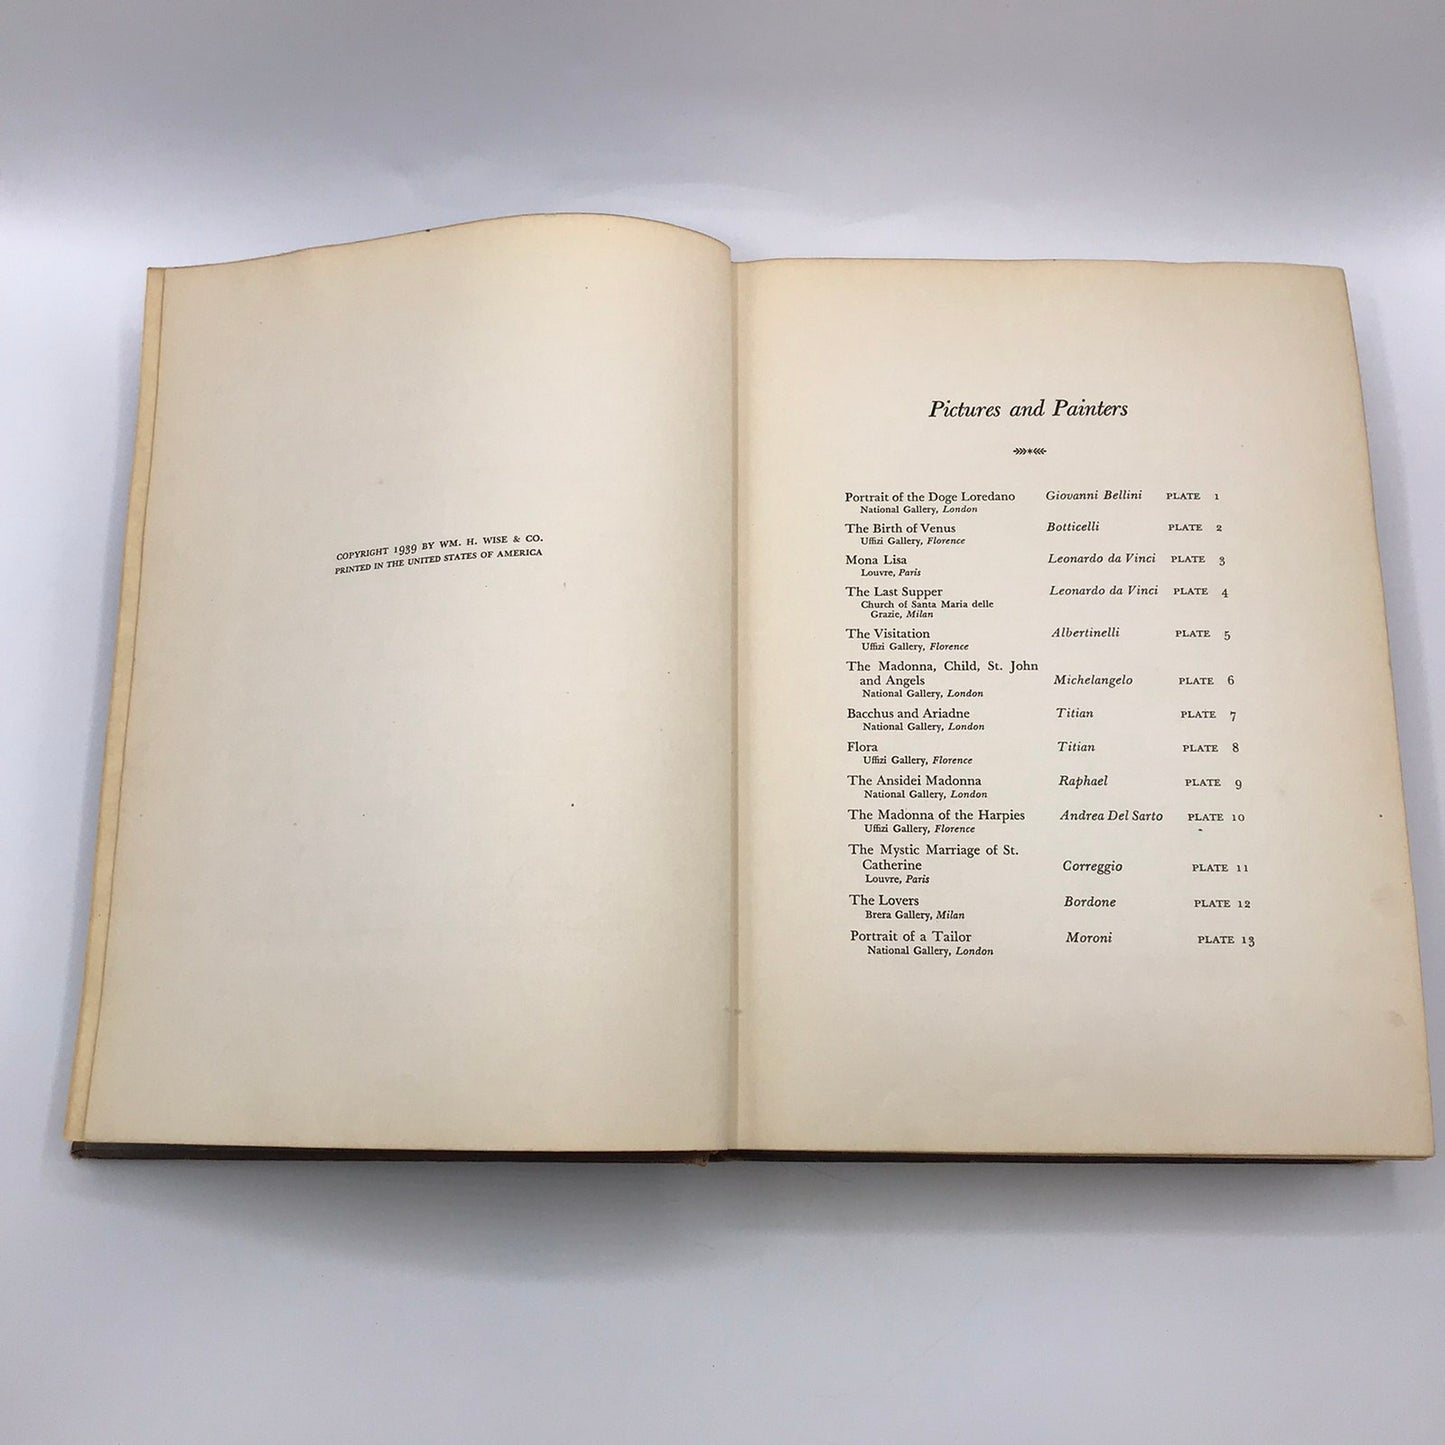 COPYRIGHT 1939 BY WM. H. WISE & CO.
PRINTED IN THE UNITED STATES OF AMERICA
Pictures and Painters
Portrait of the Doge Loredano Giovanni Bellini PLATE 1
National Gallery, London
The Birth of Venus Botticelli PLATE 2
Uffizi Gallery, Florence
Mona Lisa Leonardo da Vinci PLATE 3
Louvre, Paris
The Last Supper Leonardo da Vinci PLATE 4
Church of Santa Maria delle
Grazie, Milan
The Visitation Albertinelli PLATE 5
Uffizi Gallery, Florence
The Madonna, Child, St. John
and Angels Michelangelo PLATE 6
National Gallery, London
Bacchus and Ariadne Titian PLATE 7
National Gallery, London
Flora Titian PLATE 8
Uffizi Gallery, Florence
The Ansidei Madonna Raphael PLATE 9
National Gallery, London
The Madonna of the Harpies Andrea Del Sarto PLATE 10
Uffizi Gallery, Florence
The Mystic Marriage of St.
Catherine Correggio PLATE 11
Louvre, Paris
The Lovers Bordone PLATE 12
Brera Gallery, Milan
Portrait of a Tailor Moroni PLATE 13
National Gallery, London